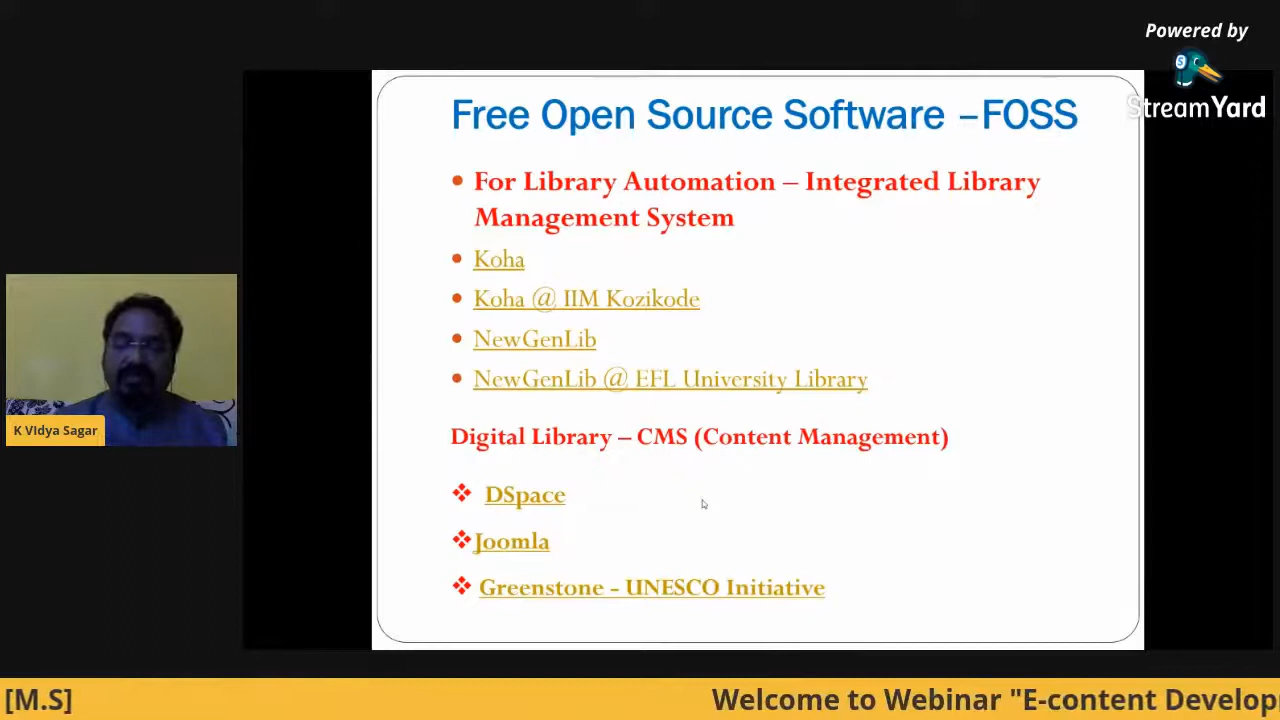 Powered by
StreamYard
Free Open Source Software –FOSS
• For Library Automation – Integrated Library
Management System
• Koha
• Koha @ IIM Kozikode
• NewGenLib
• NewGenLib @ EFL University Library
Digital Library – CMS (Content Management)
❖ DSpace
❖ Joomla
❖ Greenstone - UNESCO Initiative
K VIdya Sagar
[M.S]
Welcome to Webinar "E-content Develop